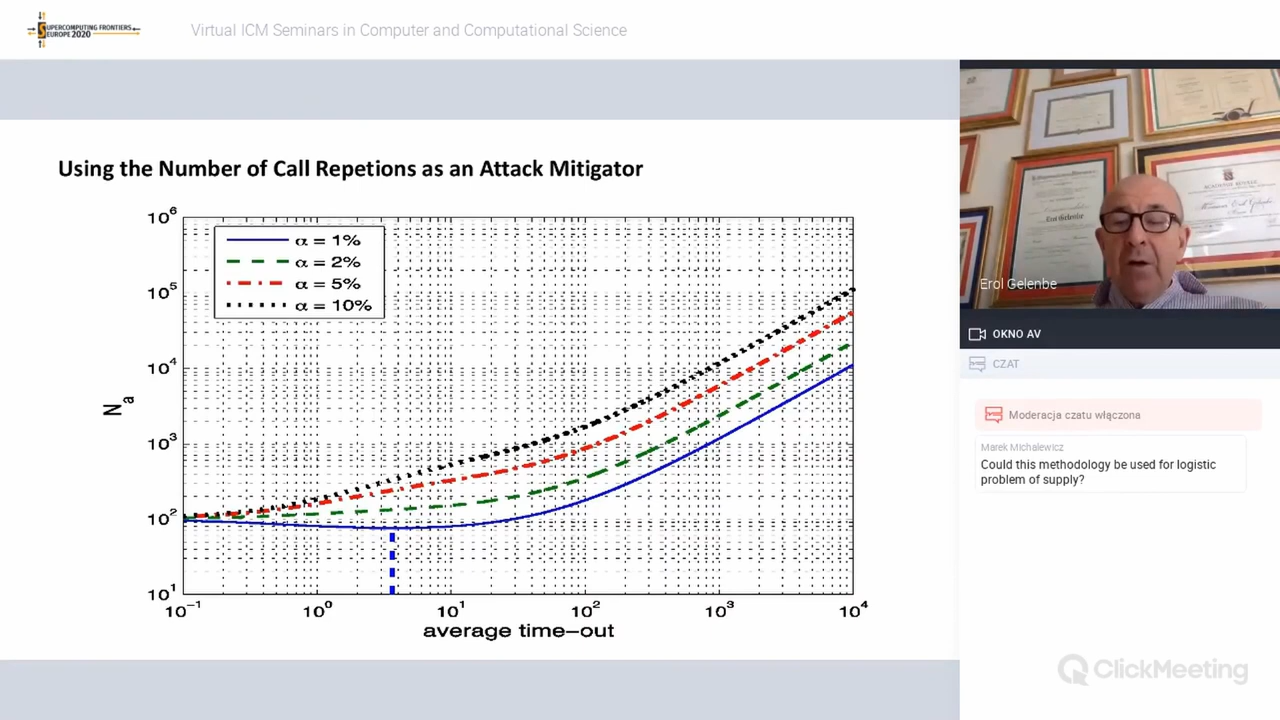 SUPERCOMPUTING FRONTIERS
EUROPE 2020
Virtual ICM Seminars in Computer and Computational Science
Using the Number of Call Repetions as an Attack Mitigator
10⁶
10⁵
10⁴
10³
10²
10¹
Nₐ
α = 1%
α = 2%
α = 5%
α = 10%
10⁻¹
10⁰
10¹
10²
10³
10⁴
average time–out
Erol Gelenbe
OKNO AV
CZAT
Moderacja czatu włączona
Marek Michalewicz
Could this methodology be used for logistic
problem of supply?
ClickMeeting